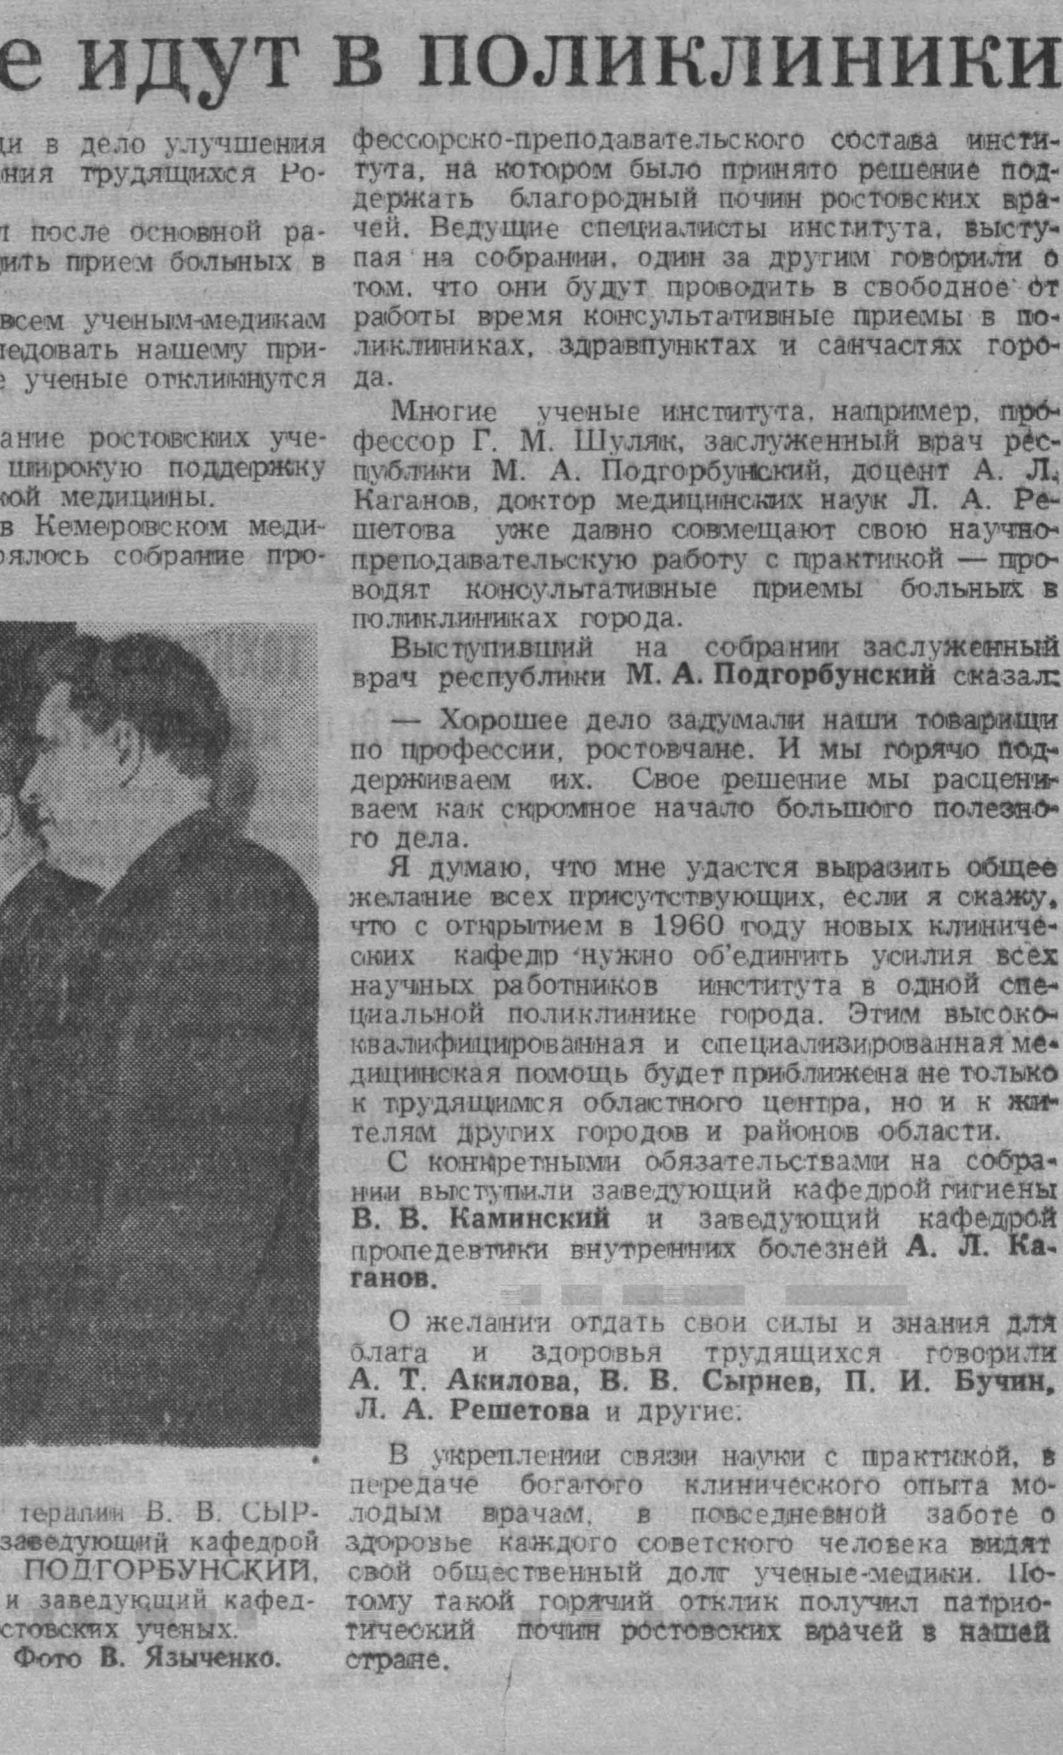 е идут в поликлиники
ди в дело улучшения
ния трудящихся Ро-
л после основной ра-
ить прием больных в
всем ученым-медикам
ледовать нашему при-
е ученые откликнутся
ание ростовских уче-
широкую поддержку
кой медицины.
в Кемеровском меди-
оялось собрание про-
терапии В. В. СЫР-
заведующий кафедрой
ПОДГОРБУНСКИЙ,
и заведующий кафед-
стовских ученых.
Фото В. Языченко.
фессорско-преподавательского состава инсти-
тута, на котором было принято решение под-
держать благородный почин ростовских вра-
чей. Ведущие специалисты института, высту-
пая на собрании, один за другим говорили о
том, что они будут проводить в свободное от
работы время консультативные приемы в по-
ликлиниках, здравпунктах и санчастях горо-
да.
Многие ученые института, например, про-
фессор Г. М. Шуляк, заслуженный врач рес-
публики М. А. Подгорбунский, доцент А. Л.
Каганов, доктор медицинских наук Л. А. Ре-
шетова уже давно совмещают свою научно-
преподавательскую работу с практикой — про-
водят консультативные приемы больных в
поликлиниках города.
Выступивший на собрании заслуженный
врач республики М. А. Подгорбунский сказал:
— Хорошее дело задумали наши товарищи
по профессии, ростовчане. И мы горячо под-
держиваем их. Свое решение мы расцени-
ваем как скромное начало большого полезно-
го дела.
Я думаю, что мне удастся выразить общее
желание всех присутствующих, если я скажу,
что с открытием в 1960 году новых клиниче-
ских кафедр нужно об'единить усилия всех
научных работников института в одной спе-
циальной поликлинике города. Этим высоко-
квалифицированная и специализированная ме-
дицинская помощь будет приближена не только
к трудящимся областного центра, но и к жи-
телям других городов и районов области.
С конкретными обязательствами на собра-
нии выступили заведующий кафедрой гигиены
В. В. Каминский и заведующий кафедрой
пропедевтики внутренних болезней А. Л. Ка-
ганов.
О желании отдать свои силы и знания для
блага и здоровья трудящихся говорили
А. Т. Акилова, В. В. Сырнев, П. И. Бучин,
Л. А. Решетова и другие.
В укреплении связи науки с практикой, в
передаче богатого клинического опыта мо-
лодым врачам, в повседневной заботе о
здоровье каждого советского человека видят
свой общественный долг ученые-медики. По-
тому такой горячий отклик получил патрио-
тический почин ростовских врачей в нашей
стране.